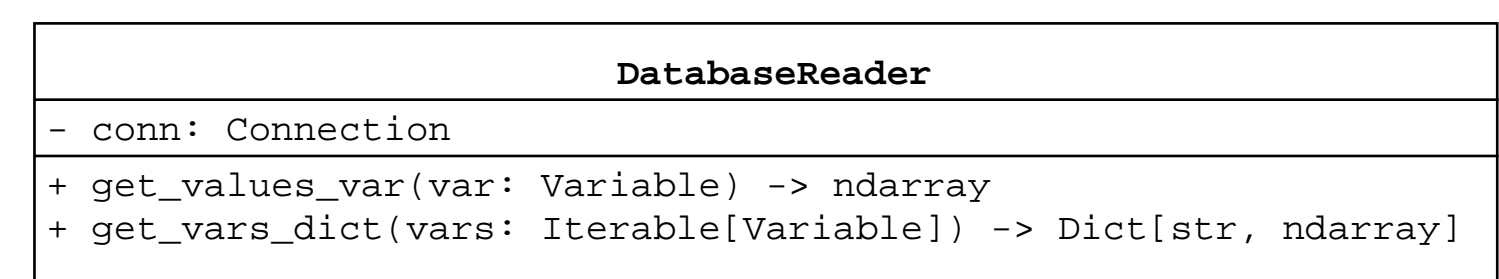 DatabaseReader
- conn: Connection
+ get_values_var(var: Variable) -> ndarray
+ get_vars_dict(vars: Iterable[Variable]) -> Dict[str, ndarray]